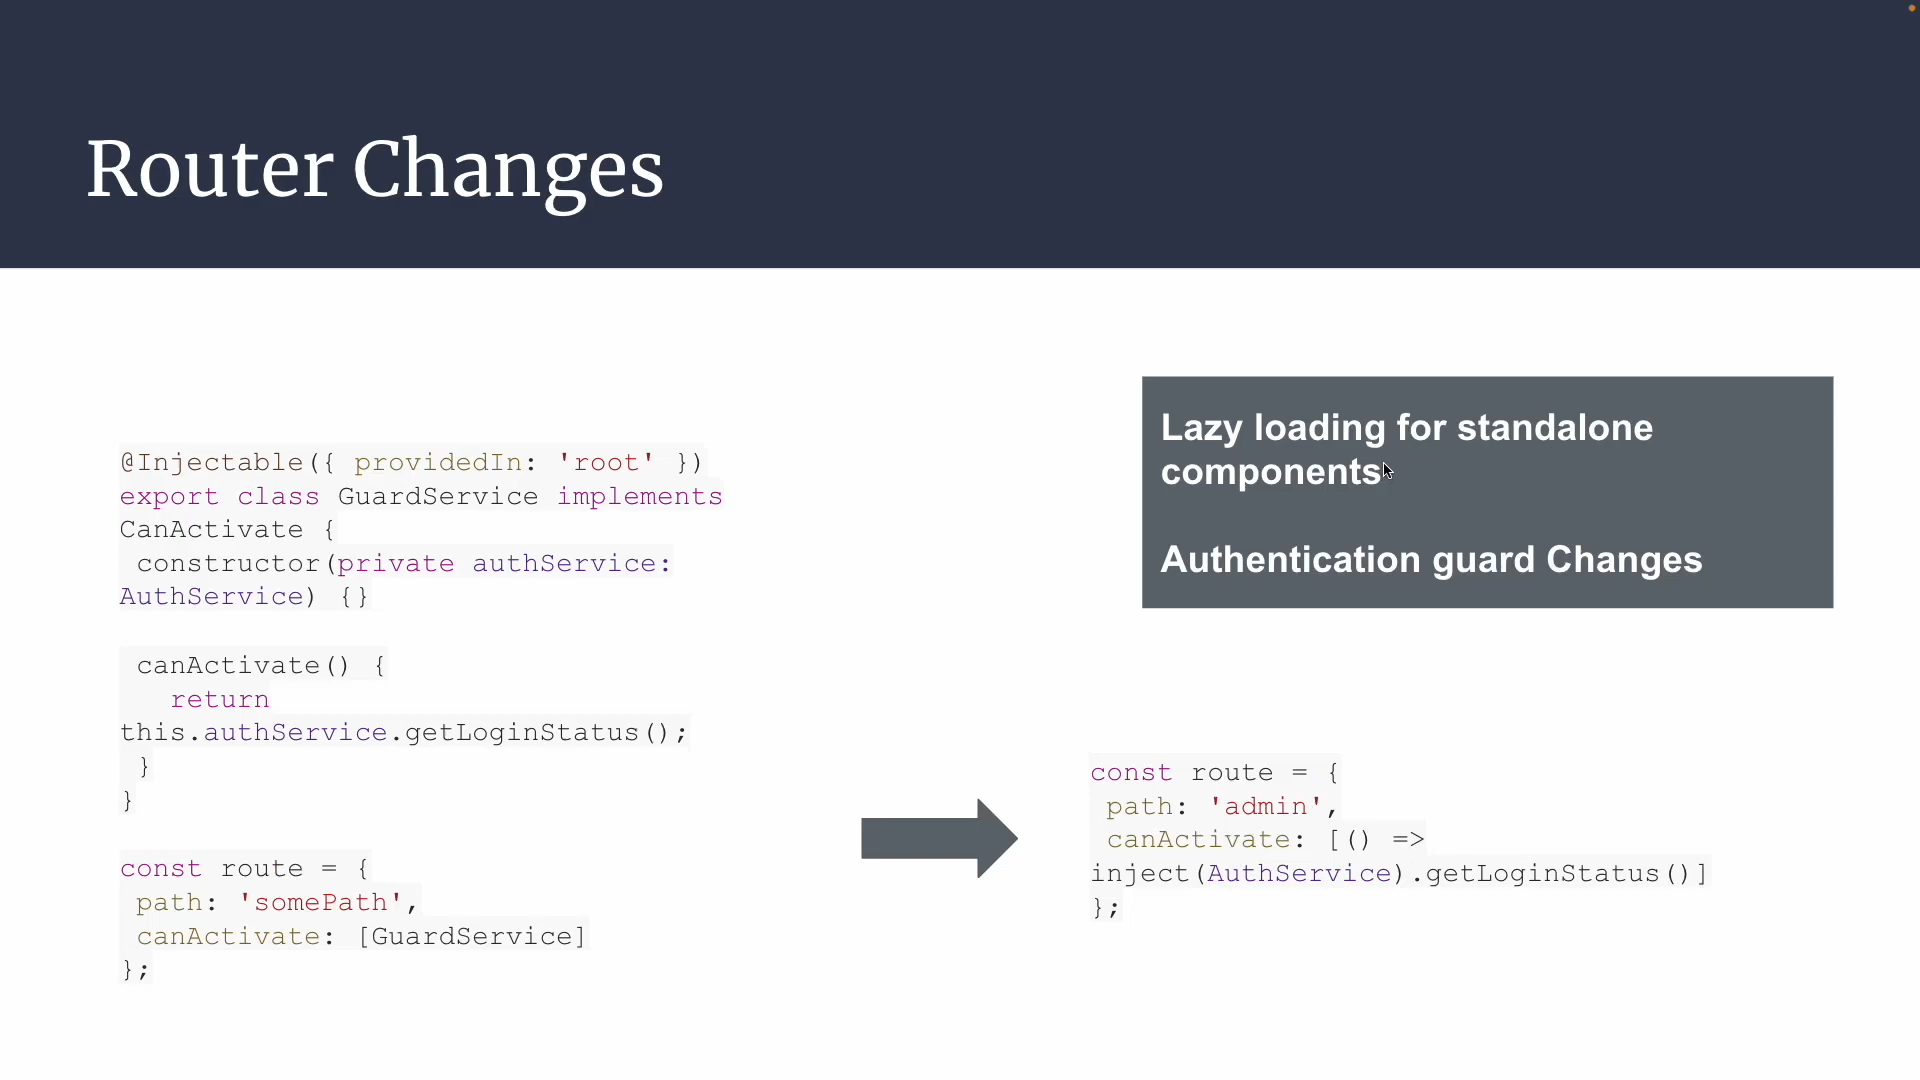 Router Changes
@Injectable({ providedIn: 'root' })
export class GuardService implements
CanActivate {
 constructor(private authService:
AuthService) {}
 canActivate() {
   return
this.authService.getLoginStatus();
 }
}
const route = {
 path: 'somePath',
 canActivate: [GuardService]
};
Lazy loading for standalone
components
Authentication guard Changes
const route = {
 path: 'admin',
 canActivate: [() =>
inject(AuthService).getLoginStatus()]
};